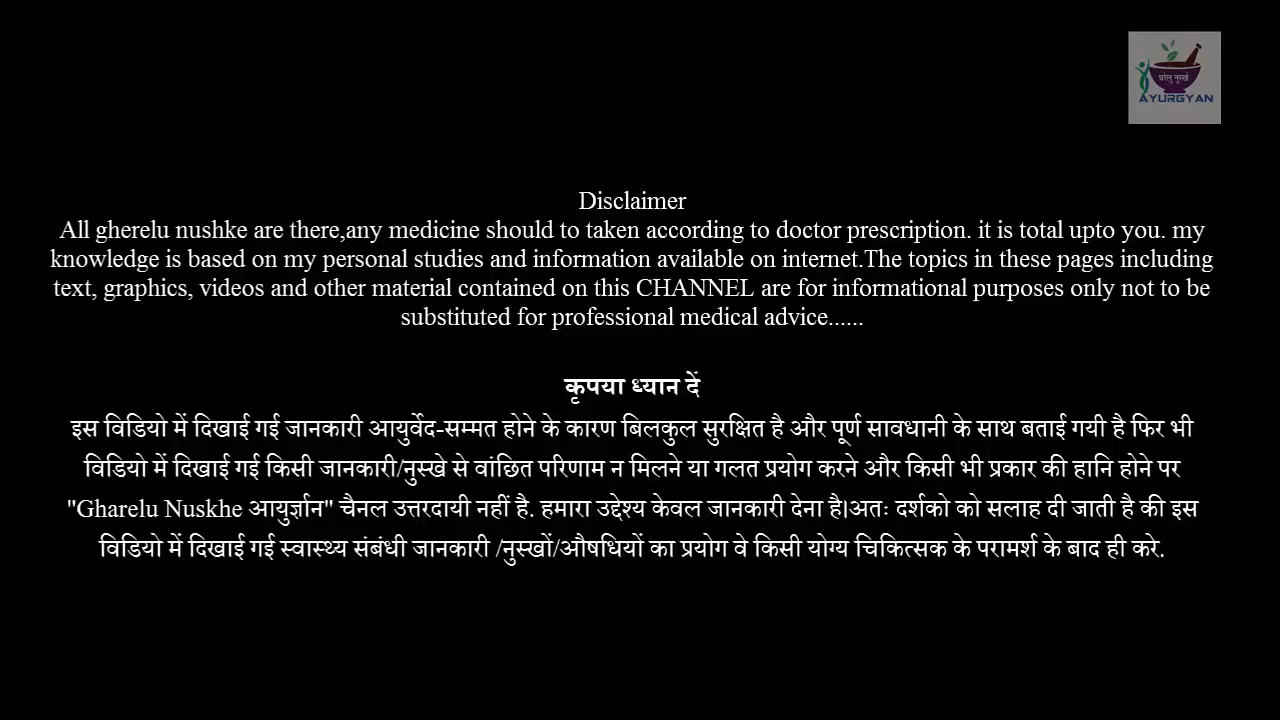 घरेलु नुस्खे
AYURGYAN
Disclaimer
All gherelu nushke are there,any medicine should to taken according to doctor prescription. it is total upto you. my
knowledge is based on my personal studies and information available on internet.The topics in these pages including
text, graphics, videos and other material contained on this CHANNEL are for informational purposes only not to be
substituted for professional medical advice......
कृपया ध्यान दें
इस विडियो में दिखाई गई जानकारी आयुर्वेद-सम्मत होने के कारण बिलकुल सुरक्षित है और पूर्ण सावधानी के साथ बताई गयी है फिर भी
विडियो में दिखाई गई किसी जानकारी/नुस्खे से वांछित परिणाम न मिलने या गलत प्रयोग करने और किसी भी प्रकार की हानि होने पर
"Gharelu Nuskhe आयुर्ज्ञान" चैनल उत्तरदायी नहीं है. हमारा उद्देश्य केवल जानकारी देना है।अतः दर्शको को सलाह दी जाती है की इस
विडियो में दिखाई गई स्वास्थ्य संबंधी जानकारी /नुस्खों/औषधियों का प्रयोग वे किसी योग्य चिकित्सक के परामर्श के बाद ही करे.